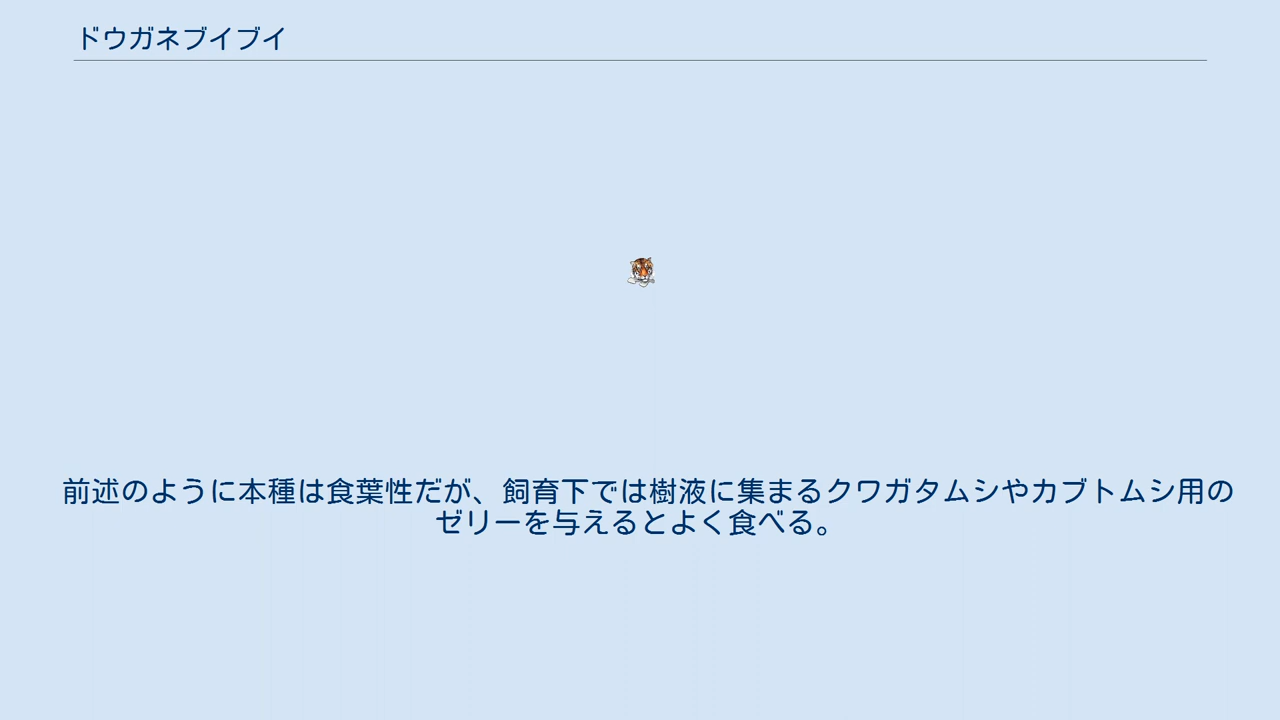 ドウガネブイブイ
前述のように本種は食葉性だが、飼育下では樹液に集まるクワガタムシやカブトムシ用の
ゼリーを与えるとよく食べる。